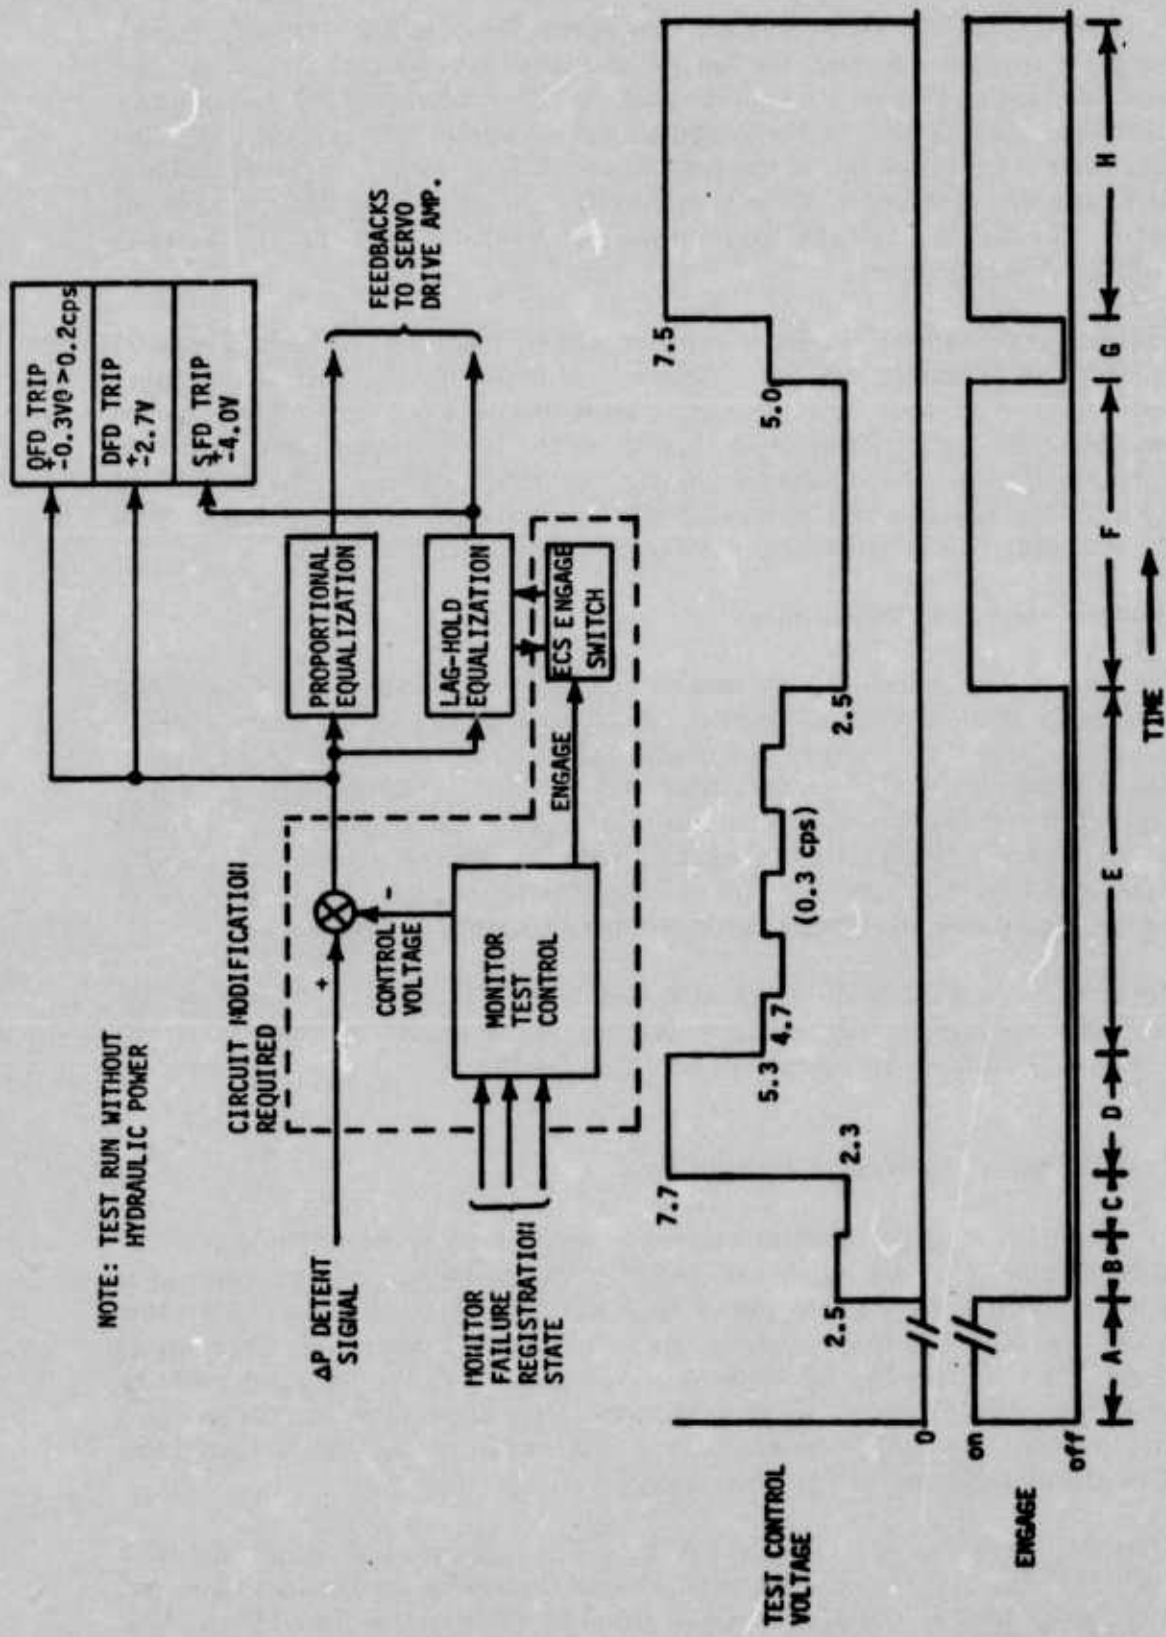 NOTE: TEST RUN WITHOUT
HYDRAULIC POWER
QFD TRIP
+
-0.3V@>0.2cps
DFD TRIP
+
-2.7V
SFD TRIP
+
-4.0V
CIRCUIT MODIFICATION
REQUIRED
ΔP DETENT
SIGNAL
+
-
CONTROL
VOLTAGE
PROPORTIONAL
EQUALIZATION
LAG-HOLD
EQUALIZATION
FEEDBACKS
TO SERVO
DRIVE AMP.
MONITOR
FAILURE
REGISTRATION
STATE
MONITOR
TEST
CONTROL
ENGAGE
ECS ENGAGE
SWITCH
TEST CONTROL
VOLTAGE
0
2.5
7.7
2.3
5.3
4.7
(0.3 cps)
2.5
5.0
7.5
ENGAGE
on
off
A B C D E F G H
TIME